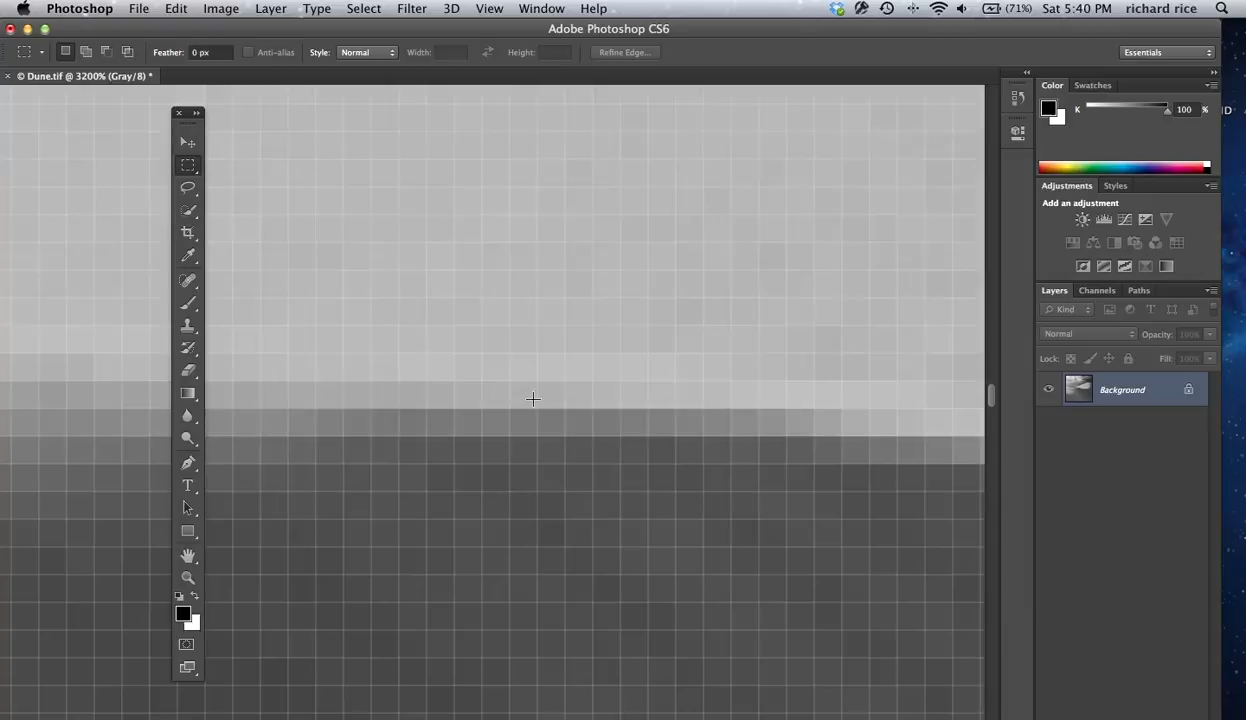 Photoshop File Edit Image Layer Type Select Filter 3D View Window Help (71%) Sat 5:40 PM richard rice
Adobe Photoshop CS6
Feather: 0 px Anti-alias Style: Normal Width: Height: Refine Edge... Essentials
× © Dune.tif @ 3200% (Gray/8) *
Color Swatches
K 100 %
ID
Adjustments Styles
Add an adjustment
Layers Channels Paths
Kind T
Normal Opacity: 100%
Lock: Fill: 100%
Background
T